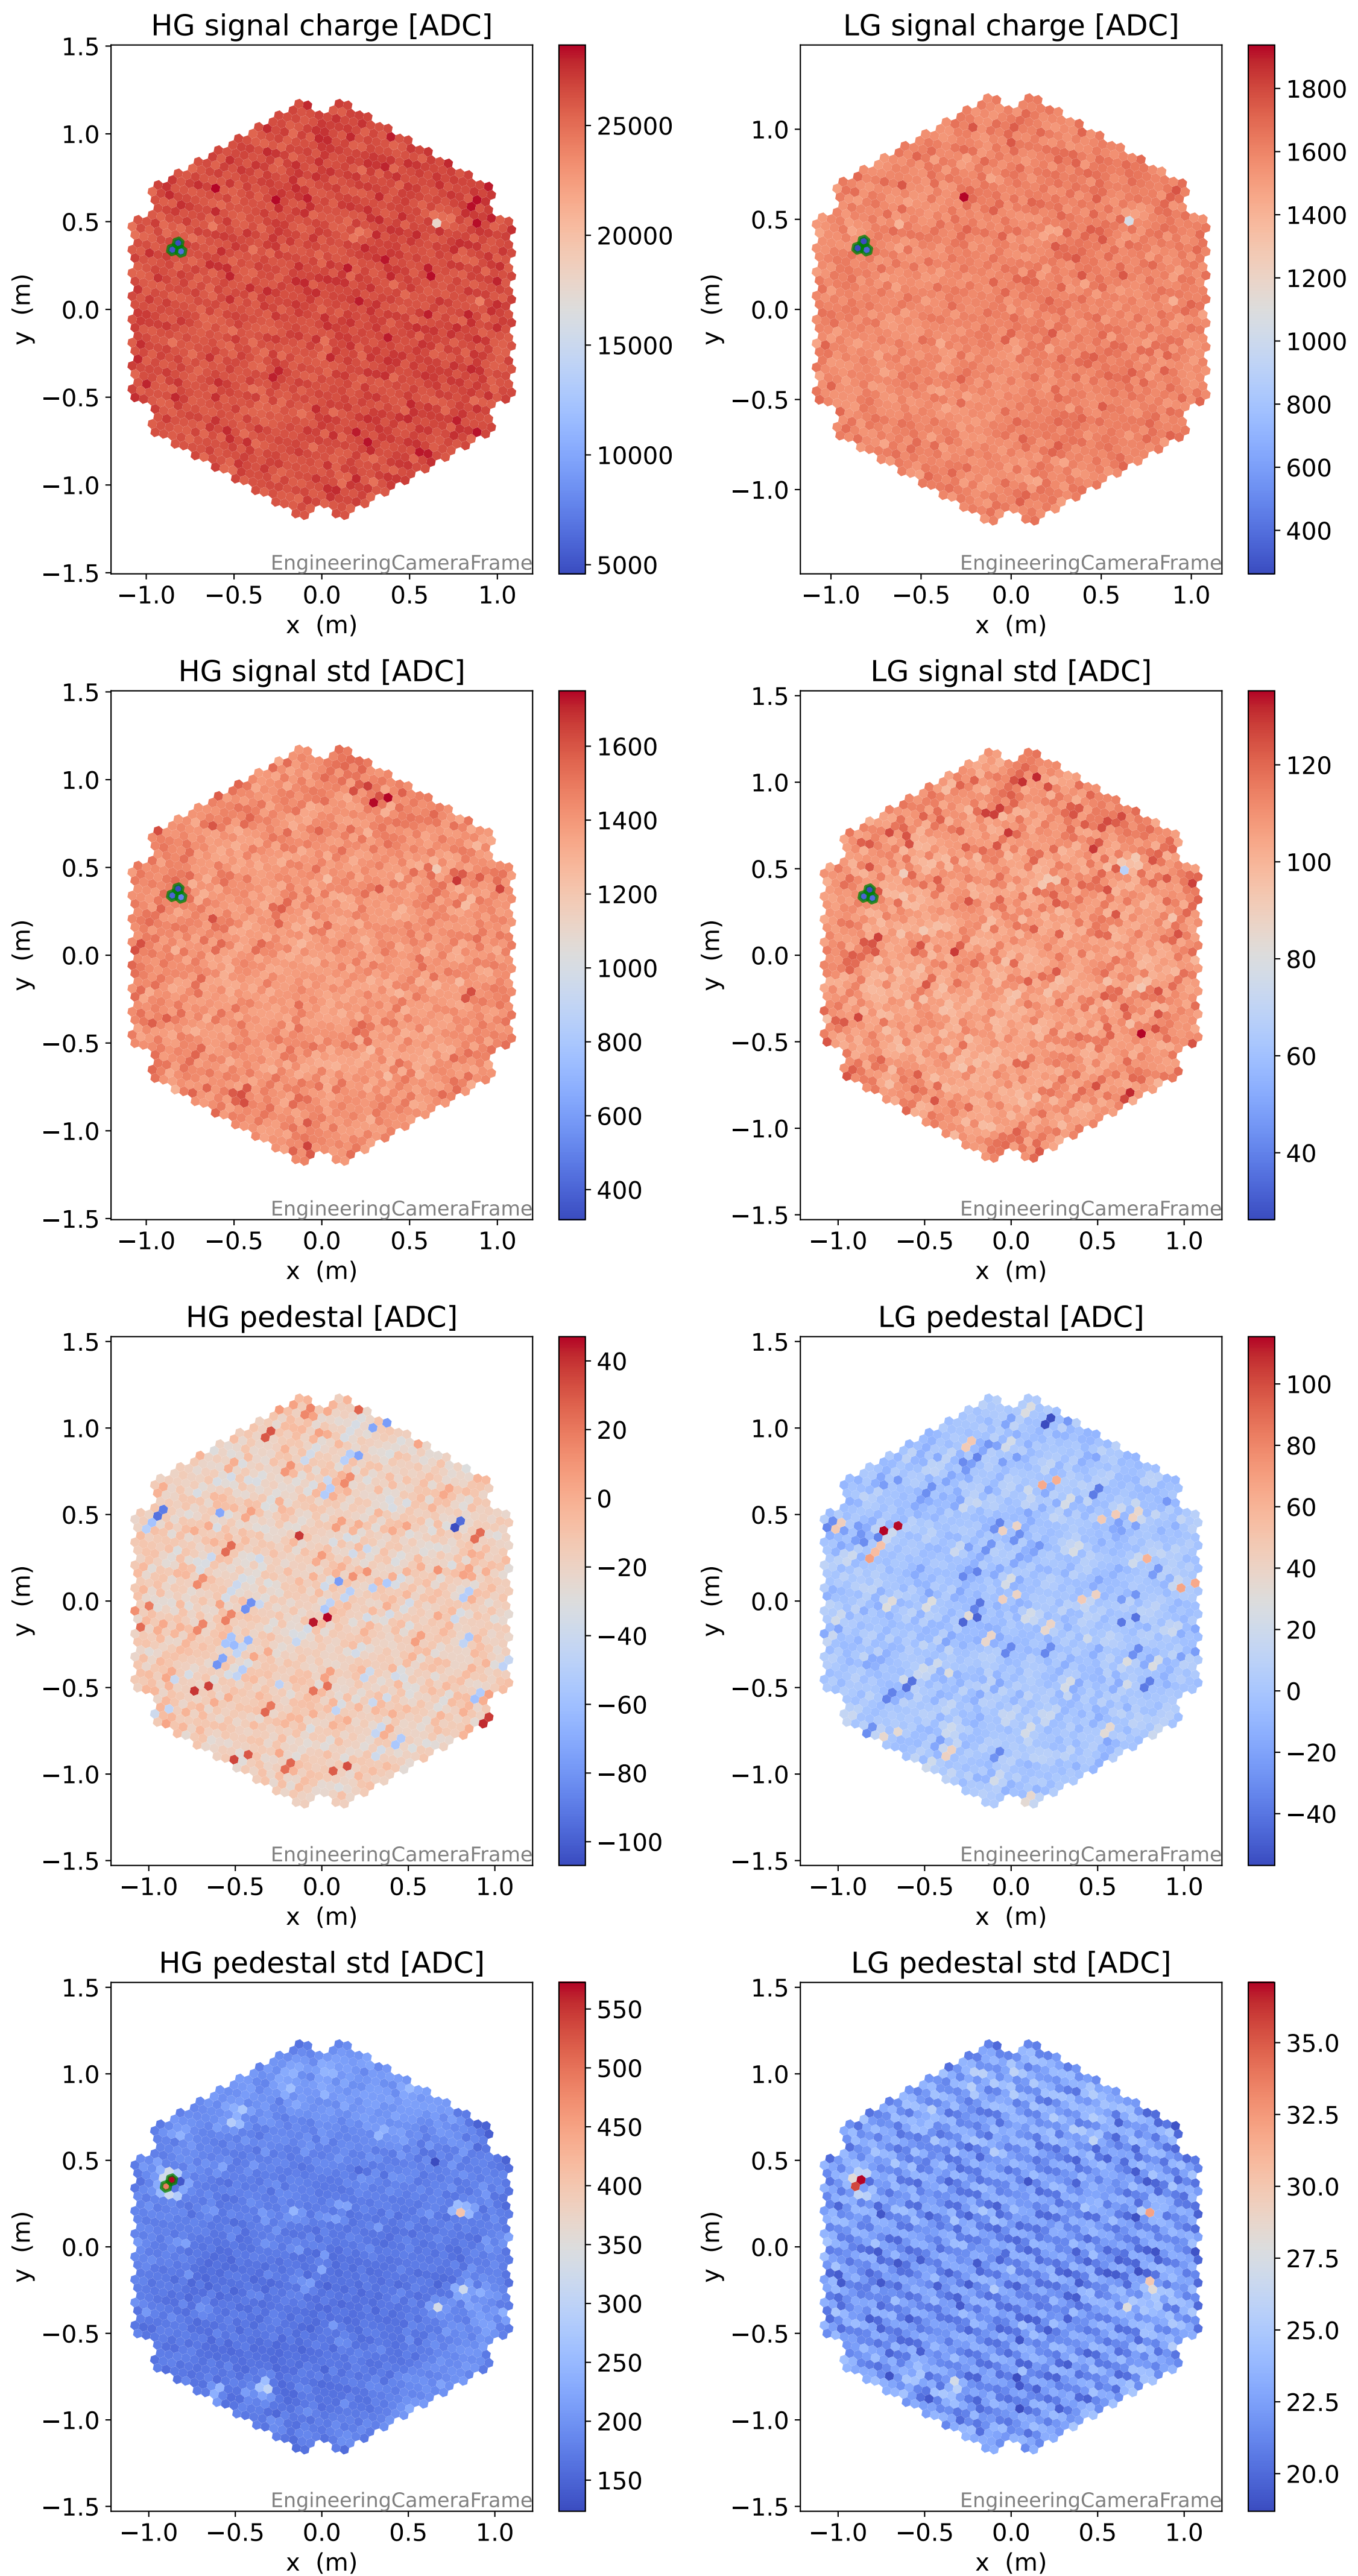 HG signal charge [ADC]
LG signal charge [ADC]
1.5
1.0
0.5
0.0
−0.5
−1.0
−1.5
y (m)
−1.0 −0.5 0.0 0.5 1.0
x (m)
EngineeringCameraFrame
25000
20000
15000
10000
5000
1.0
0.5
0.0
−0.5
−1.0
y (m)
−1.0 −0.5 0.0 0.5 1.0
x (m)
EngineeringCameraFrame
1800
1600
1400
1200
1000
800
600
400
HG signal std [ADC]
LG signal std [ADC]
1.5
1.0
0.5
0.0
−0.5
−1.0
−1.5
y (m)
−1.0 −0.5 0.0 0.5 1.0
x (m)
EngineeringCameraFrame
1600
1400
1200
1000
800
600
400
1.5
1.0
0.5
0.0
−0.5
−1.0
−1.5
y (m)
−1.0 −0.5 0.0 0.5 1.0
x (m)
EngineeringCameraFrame
120
100
80
60
40
HG pedestal [ADC]
LG pedestal [ADC]
1.5
1.0
0.5
0.0
−0.5
−1.0
−1.5
y (m)
−1.0 −0.5 0.0 0.5 1.0
x (m)
EngineeringCameraFrame
40
20
0
−20
−40
−60
−80
−100
1.5
1.0
0.5
0.0
−0.5
−1.0
−1.5
y (m)
−1.0 −0.5 0.0 0.5 1.0
x (m)
EngineeringCameraFrame
100
80
60
40
20
0
−20
−40
HG pedestal std [ADC]
LG pedestal std [ADC]
1.5
1.0
0.5
0.0
−0.5
−1.0
−1.5
y (m)
−1.0 −0.5 0.0 0.5 1.0
x (m)
EngineeringCameraFrame
550
500
450
400
350
300
250
200
150
1.5
1.0
0.5
0.0
−0.5
−1.0
−1.5
y (m)
−1.0 −0.5 0.0 0.5 1.0
x (m)
EngineeringCameraFrame
35.0
32.5
30.0
27.5
25.0
22.5
20.0